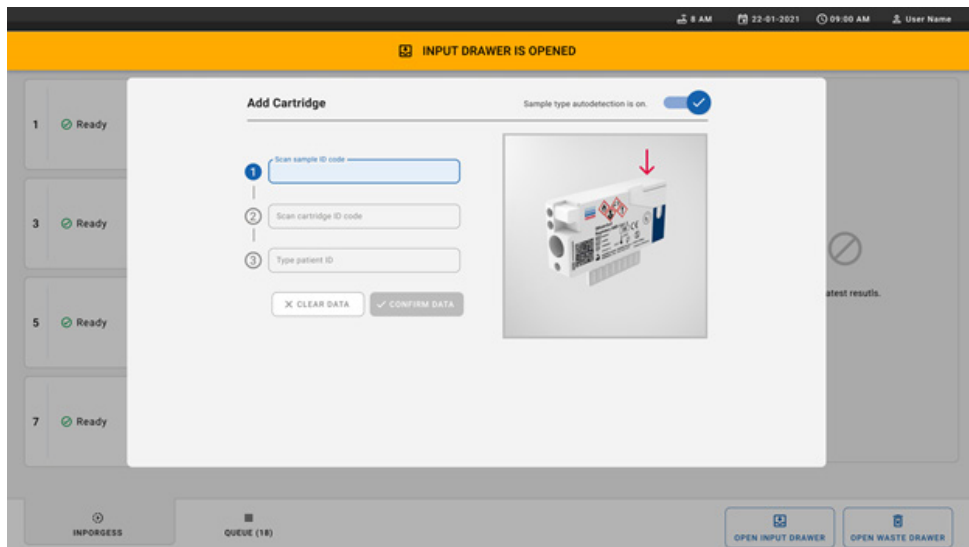 8 AM
22-01-2021
09:00 AM
User Name
INPUT DRAWER IS OPENED
Add Cartridge
Sample type autodetection is on.
1 Ready
3 Ready
5 Ready
7 Ready
1 Scan sample ID code
2 Scan cartridge ID code
3 Type patient ID
CLEAR DATA
CONFIRM DATA
atest resutls.
INPORGESS
QUEUE (18)
OPEN INPUT DRAWER
OPEN WASTE DRAWER